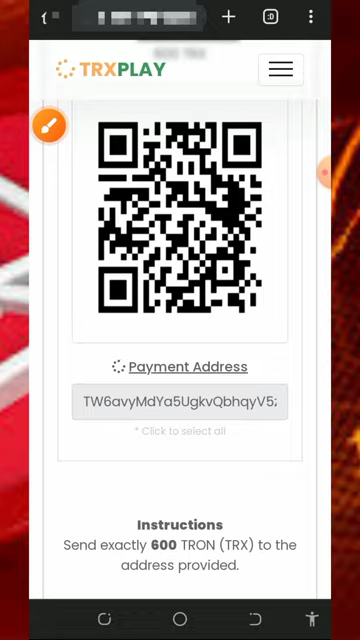 TRXPLAY
Payment Address
TW6avyMdYa5UgkvQbhqyV5
* Click to select all
Instructions
Send exactly 600 TRON (TRX) to the
address provided.